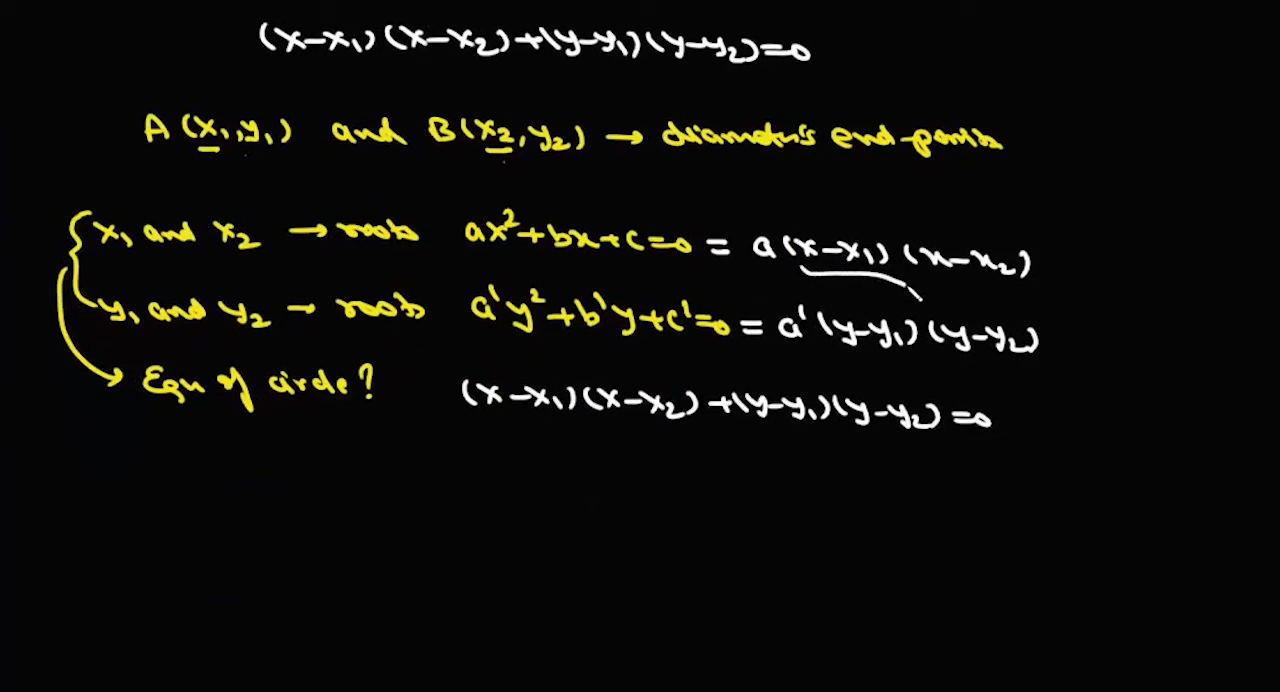 (x-x₁)(x-x₂)+(y-y₁)(y-y₂)=0
A (x₁,y₁) and B(x₂,y₂) → diameter's end-points
x₁ and x₂ → roots ax²+bx+c=0 = a(x-x₁)(x-x₂)
y₁ and y₂ → roots a'y²+b'y+c'=0 = a'(y-y₁)(y-y₂)
→ Eqn of circle? (x-x₁)(x-x₂)+(y-y₁)(y-y₂)=0